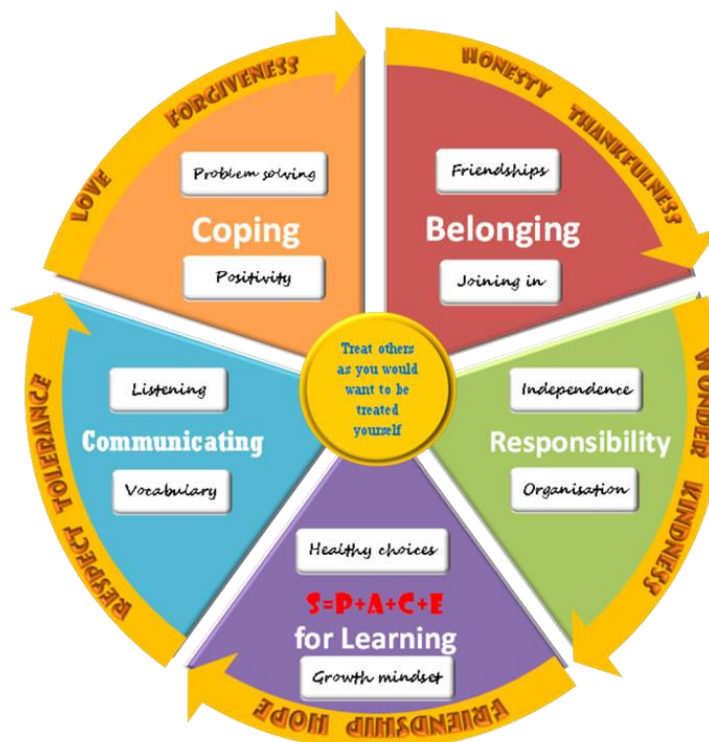 LOVE FORGIVENESS
Problem solving
Coping
Positivity
HONESTY THANKFULNESS
Friendships
Belonging
Joining in
WONDER KINDNESS
Independence
Responsibility
Organisation
FRIENDSHIP HOPE
Healthy choices
S=P+A+C+E
for Learning
Growth mindset
RESPECT TOLERANCE
Listening
Communicating
Vocabulary
Treat others
as you would
want to be
treated
yourself